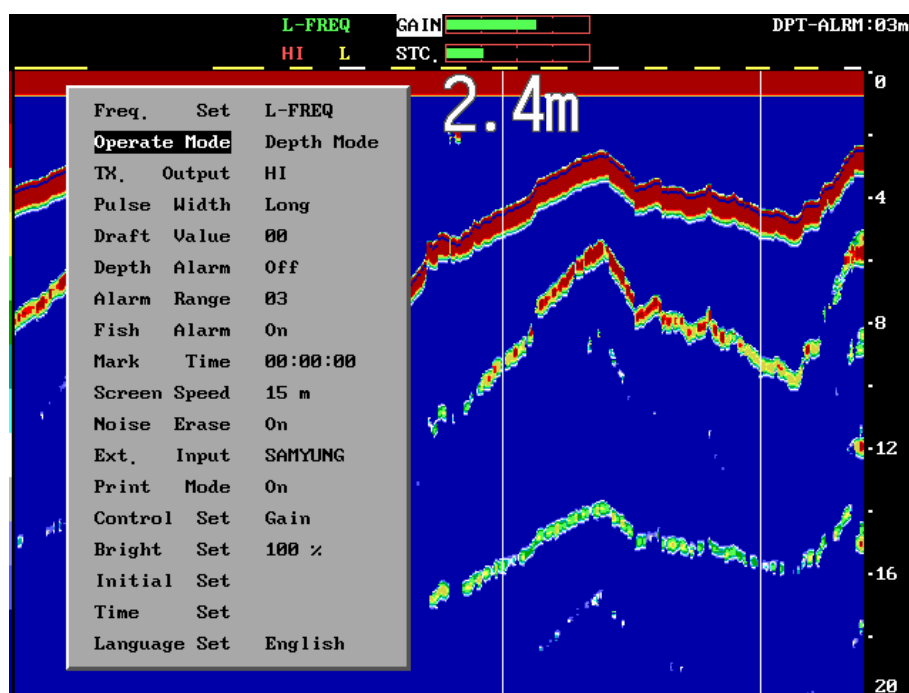 L-FREQ GAIN DPT-ALRM:03m
HI L STC.
2.4m
0
-4
-8
-12
-16
20
Freq. Set L-FREQ
Operate Mode Depth Mode
TX. Output HI
Pulse Width Long
Draft Value 00
Depth Alarm Off
Alarm Range 03
Fish Alarm On
Mark Time 00:00:00
Screen Speed 15 m
Noise Erase On
Ext. Input SAMYUNG
Print Mode On
Control Set Gain
Bright Set 100 %
Initial Set
Time Set
Language Set English